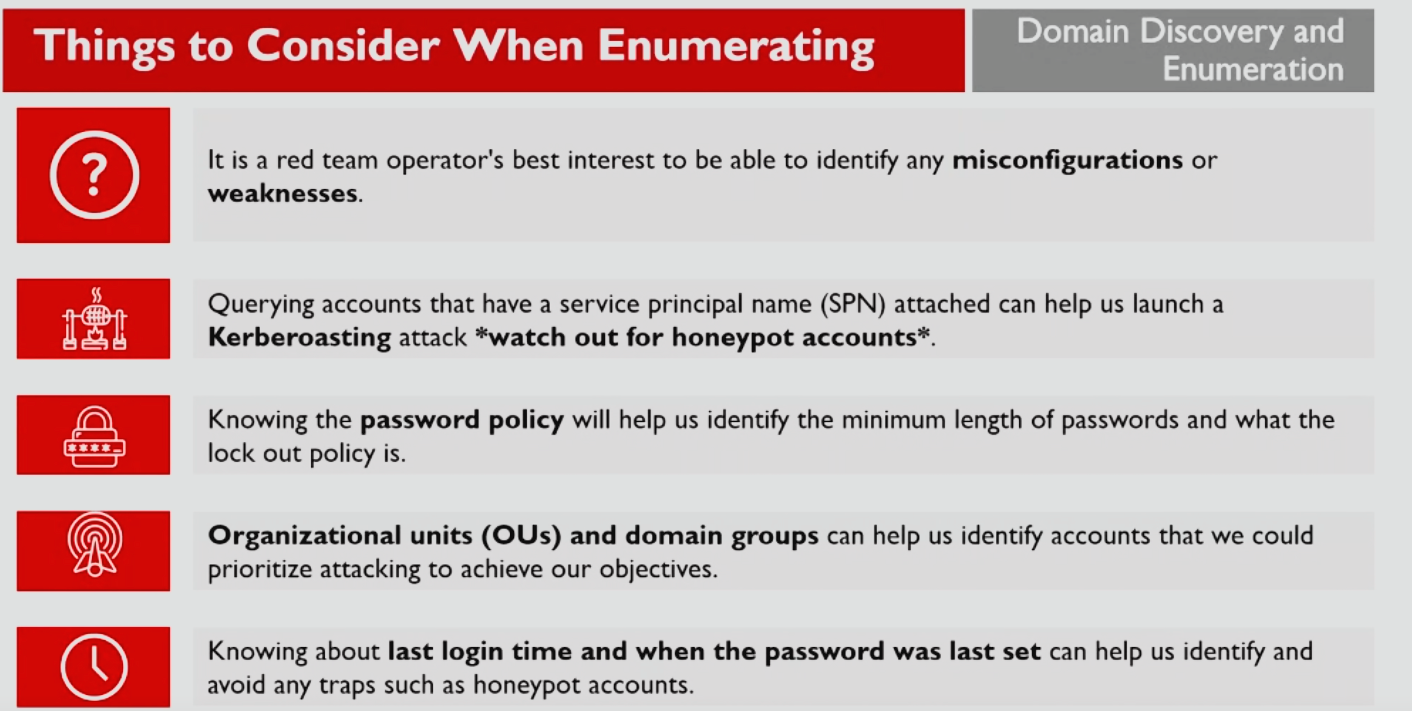 Things to Consider When Enumerating
Domain Discovery and
Enumeration
?
It is a red team operator's best interest to be able to identify any misconfigurations or
weaknesses.
Querying accounts that have a service principal name (SPN) attached can help us launch a
Kerberoasting attack *watch out for honeypot accounts*.
****_
Knowing the password policy will help us identify the minimum length of passwords and what the
lock out policy is.
Organizational units (OUs) and domain groups can help us identify accounts that we could
prioritize attacking to achieve our objectives.
Knowing about last login time and when the password was last set can help us identify and
avoid any traps such as honeypot accounts.